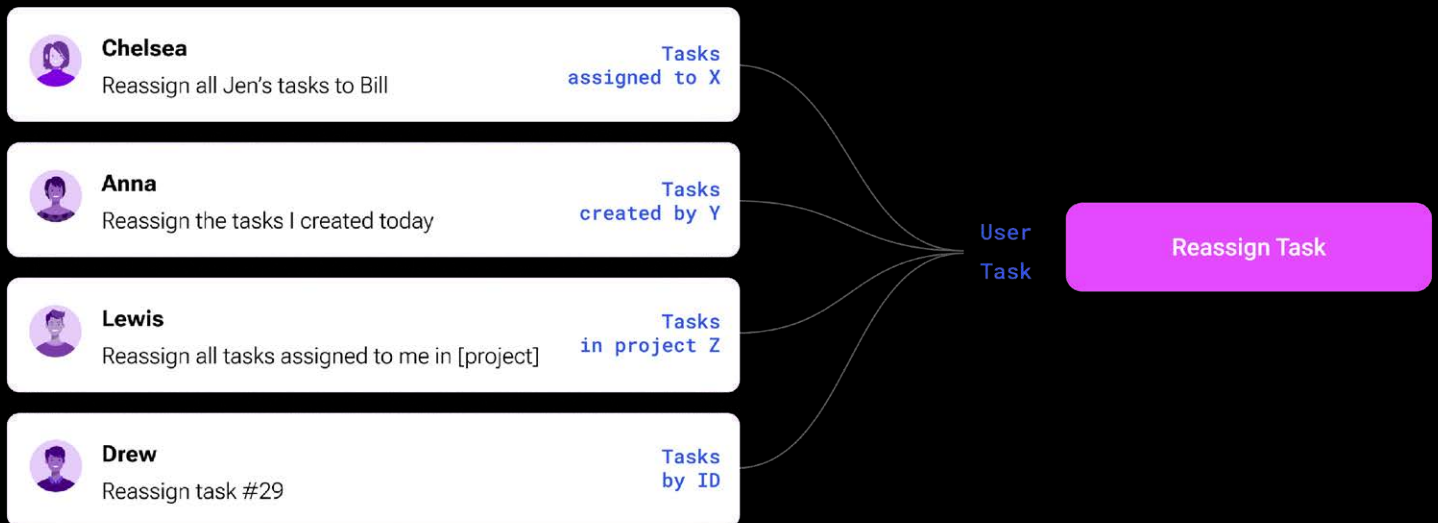 Chelsea
Reassign all Jen’s tasks to Bill
Tasks
assigned to X
Anna
Reassign the tasks I created today
Tasks
created by Y
Lewis
Reassign all tasks assigned to me in [project]
Tasks
in project Z
Drew
Reassign task #29
Tasks
by ID
User
Task
Reassign Task